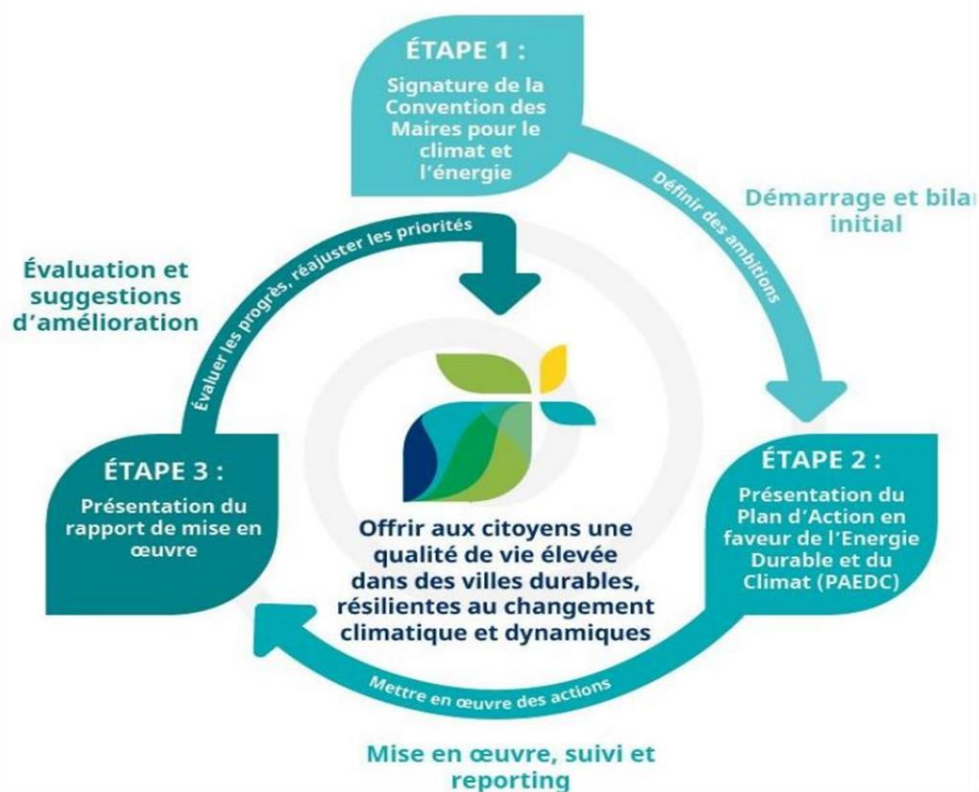 ÉTAPE 1 :
Signature de la
Convention des
Maires pour le
climat et
l'énergie
Définir des ambitions
Démarrage et bila
initial
ÉTAPE 2 :
Présentation du
Plan d'Action en
faveur de l'Energie
Durable et du
Climat (PAEDC)
Mettre en œuvre des actions
Mise en œuvre, suivi et
reporting
ÉTAPE 3 :
Présentation du
rapport de mise en
œuvre
Évaluer les progrès, réajuster les priorités
Évaluation et
suggestions
d'amélioration
Offrir aux citoyens une
qualité de vie élevée
dans des villes durables,
résilientes au changement
climatique et dynamiques